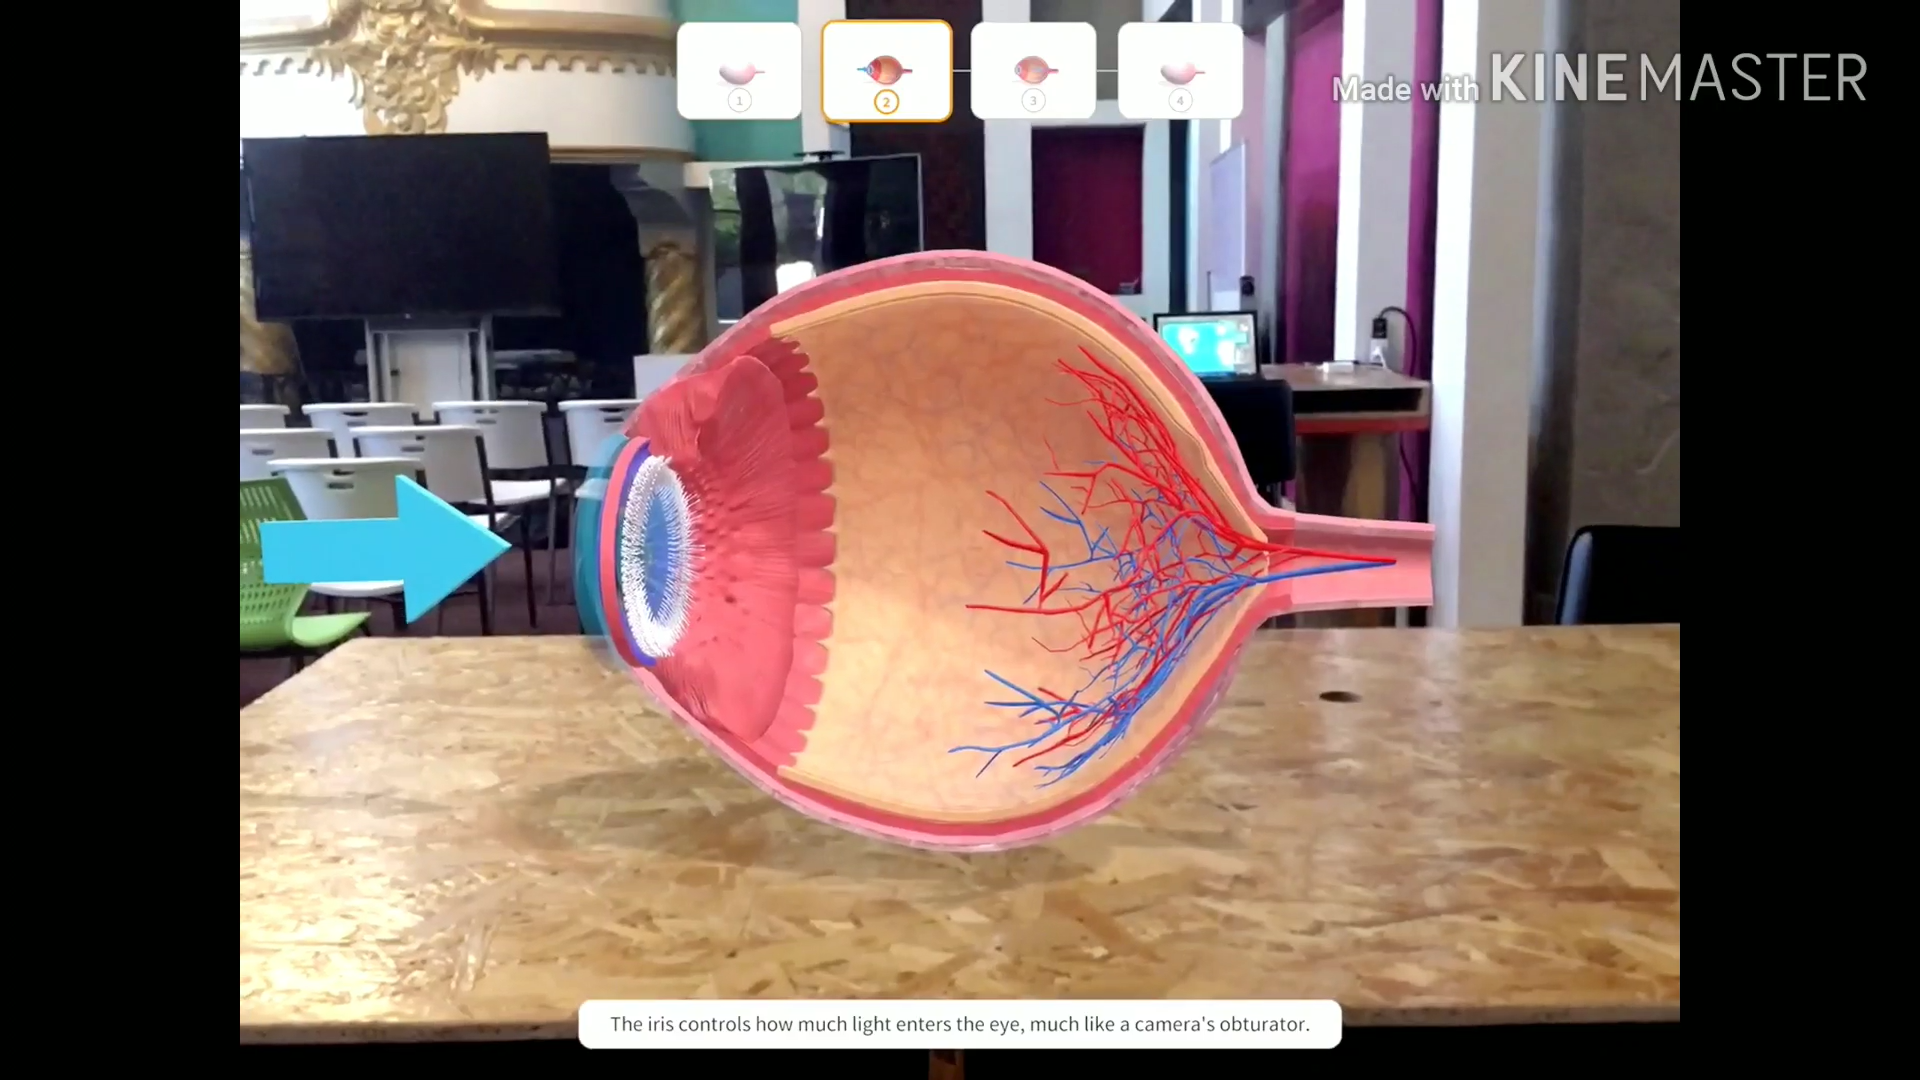 1
2
3
4
Made with KINEMASTER
The iris controls how much light enters the eye, much like a camera's obturator.